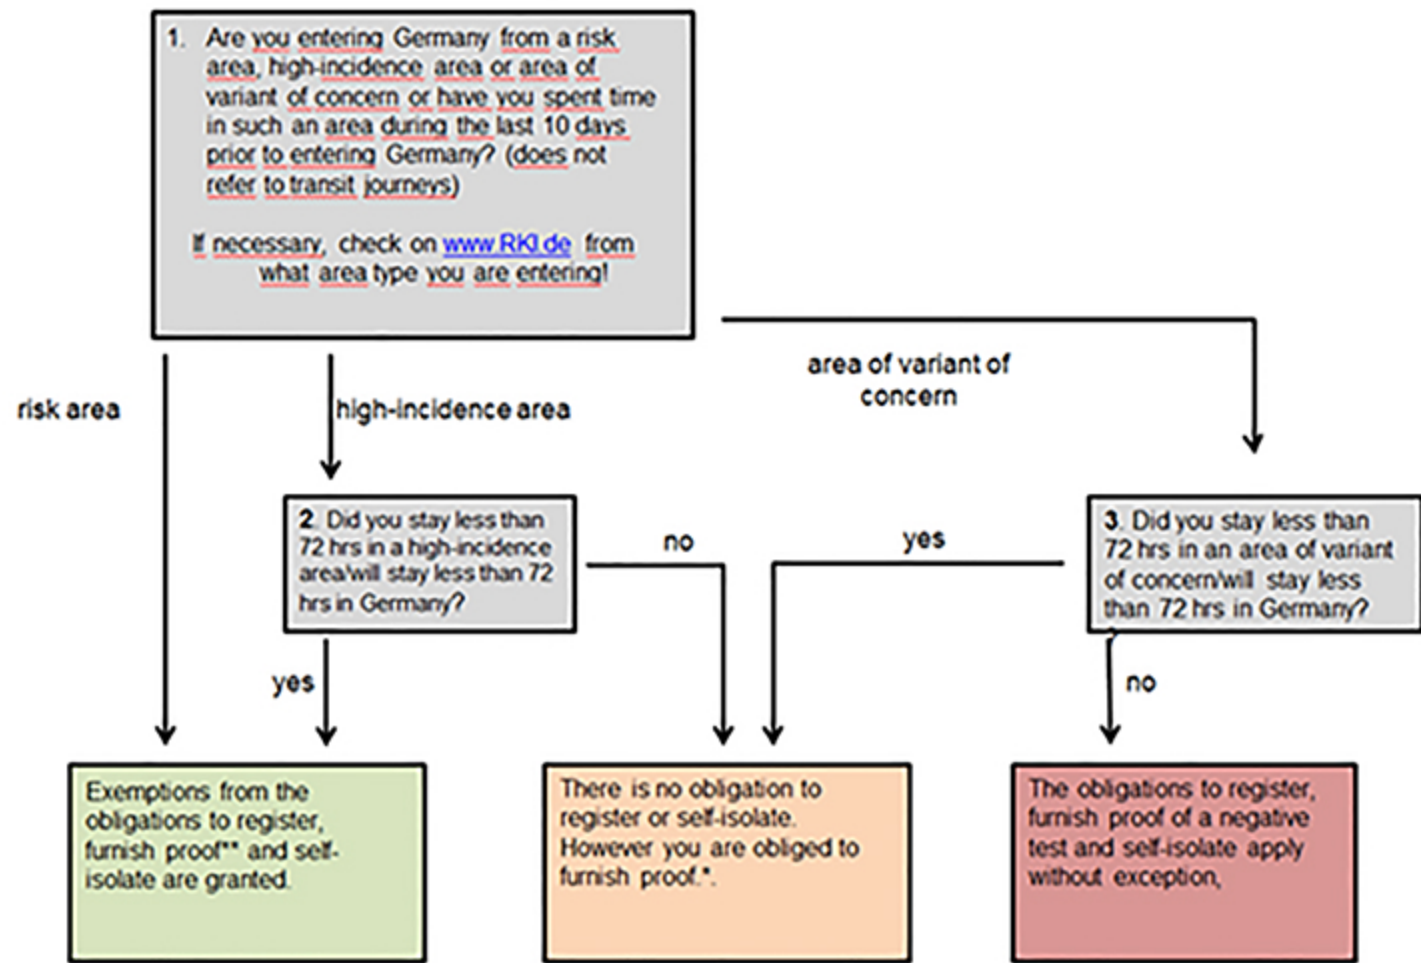 1. Are you entering Germany from a risk
area, high-incidence area or area of
variant of concern or have you spent time
in such an area during the last 10 days
prior to entering Germany? (does not
refer to transit journeys)
If necessary, check on www.RKI.de from
what area type you are entering!
risk area
high-incidence area
area of variant of
concern
2. Did you stay less than
72 hrs in a high-incidence
area/will stay less than 72
hrs in Germany?
no
yes
3. Did you stay less than
72 hrs in an area of variant
of concern/will stay less
than 72 hrs in Germany?
yes
no
Exemptions from the
obligations to register,
furnish proof** and self-
isolate are granted.
There is no obligation to
register or self-isolate.
However you are obliged to
furnish proof.*.
The obligations to register,
furnish proof of a negative
test and self-isolate apply
without exception,